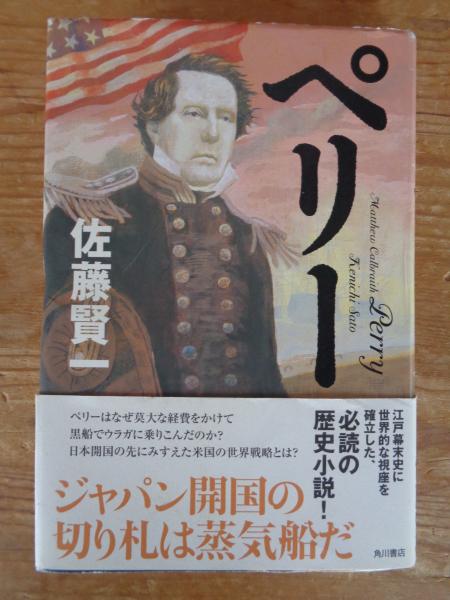 ペリー
Matthew Calbraith
Perry
Kenichi Sato
佐藤賢一
江戸幕末史に
世界的な視座を
確立した、
必読の
歴史小説！
ペリーはなぜ莫大な経費をかけて
黒船でウラガに乗りこんだのか?
日本開国の先にみすえた米国の世界戦略とは?
ジャパン開国の
切り札は蒸気船だ
角川書店